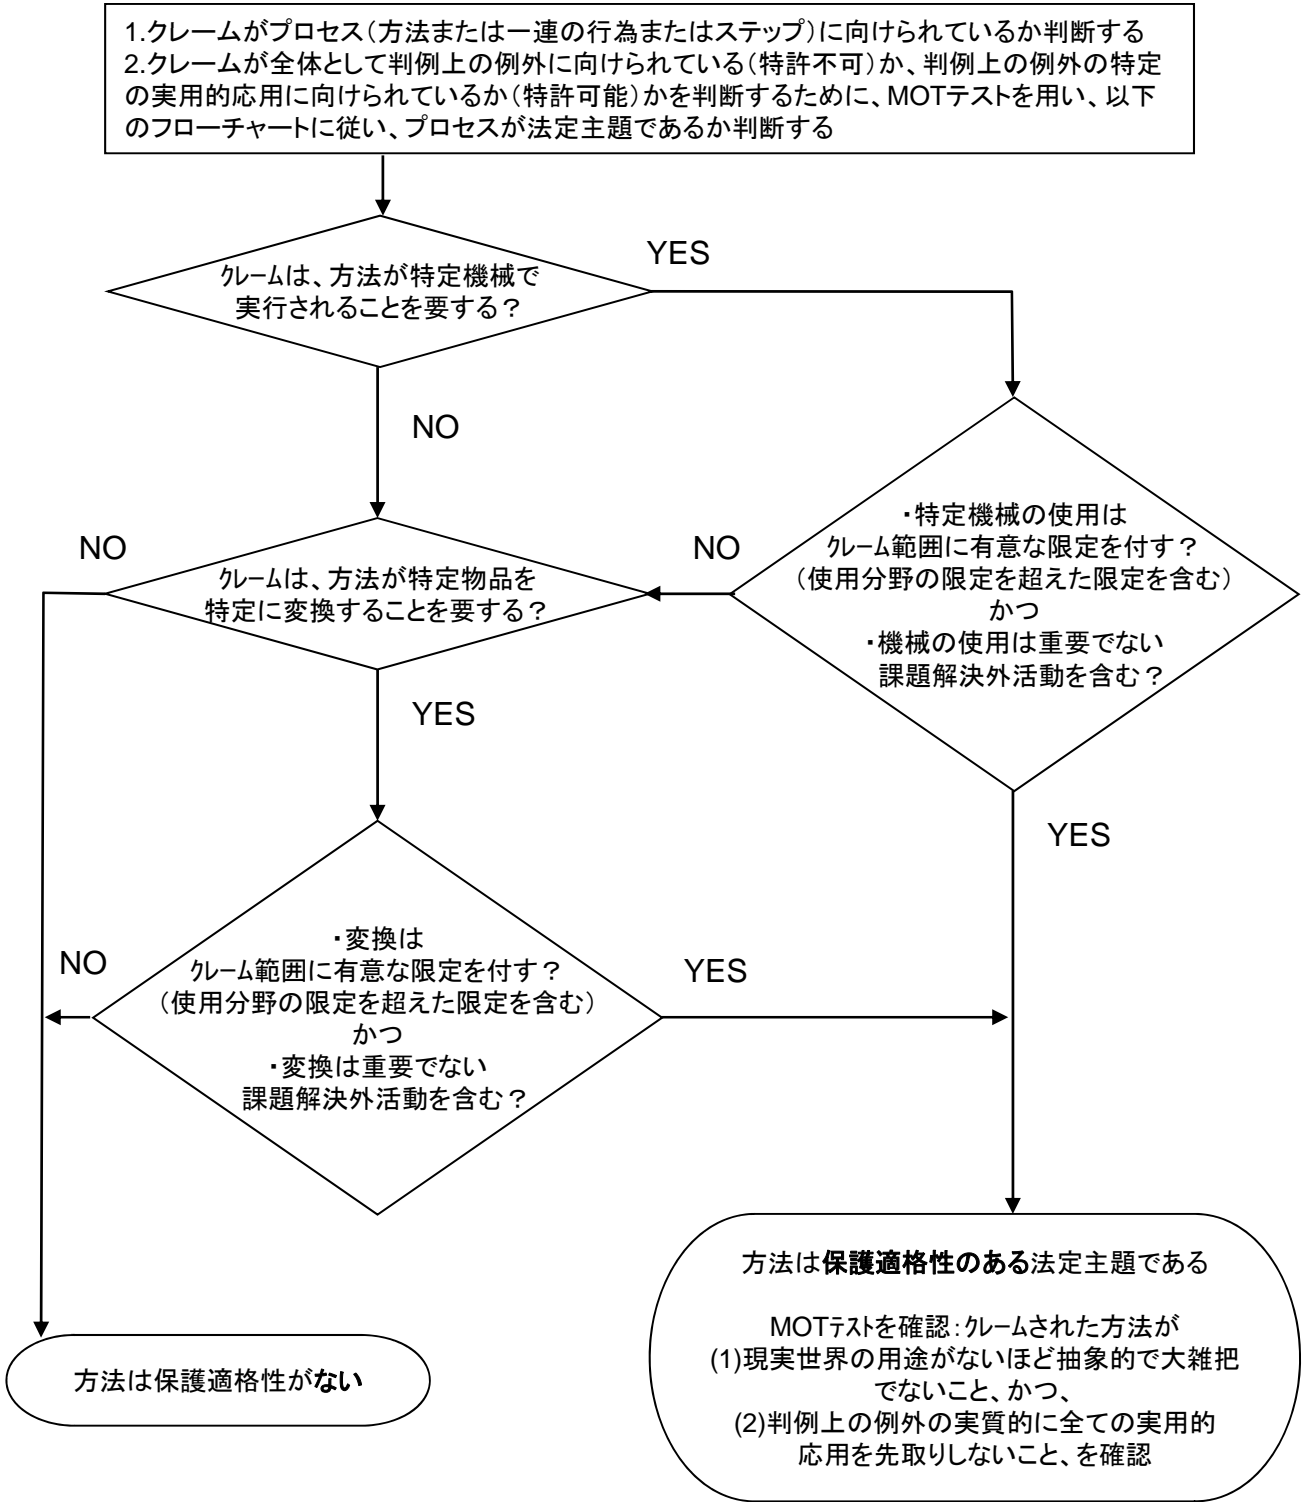 1.クレームがプロセス（方法または一連の行為またはステップ）に向けられているか判断する
2.クレームが全体として判例上の例外に向けられている（特許不可）か、判例上の例外の特定
の実用的応用に向けられているか（特許可能）かを判断するために、MOTテストを用い、以下
のフローチャートに従い、プロセスが法定主題であるか判断する
YES
ｸﾚｰﾑは、方法が特定機械で
実行されることを要する？
NO
・特定機械の使用は
ｸﾚｰﾑ範囲に有意な限定を付す？
（使用分野の限定を超えた限定を含む）
かつ
・機械の使用は重要でない
課題解決外活動を含む？
NO
NO
ｸﾚｰﾑは、方法が特定物品を
特定に変換することを要する？
YES
YES
・変換は
ｸﾚｰﾑ範囲に有意な限定を付す？
（使用分野の限定を超えた限定を含む）
かつ
・変換は重要でない
課題解決外活動を含む？
NO
YES
方法は保護適格性のある法定主題である
MOTﾃｽﾄを確認：ｸﾚｰﾑされた方法が
(1)現実世界の用途がないほど抽象的で大雑把
でないこと、かつ、
(2)判例上の例外の実質的に全ての実用的
応用を先取りしないこと、を確認
方法は保護適格性がない